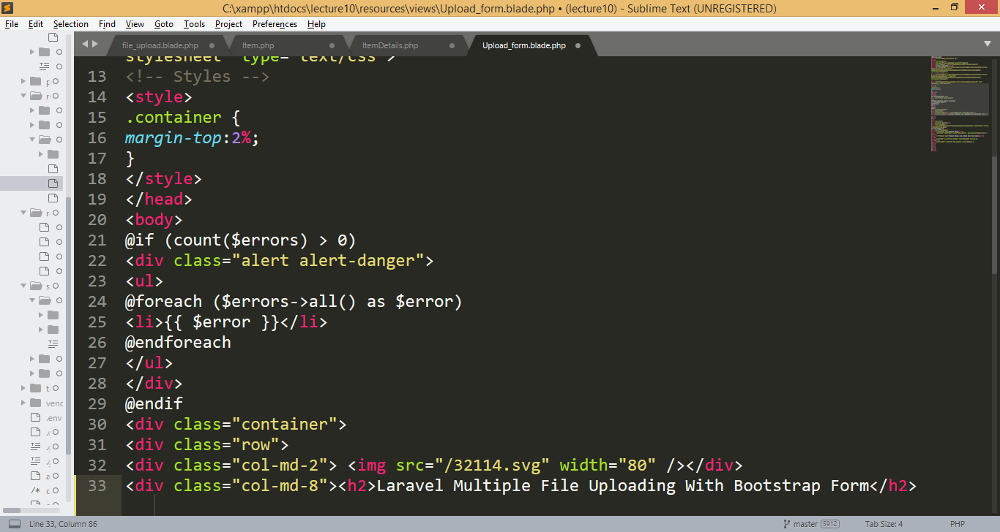 C:\xampp\htdocs\lecture10\resources\views\Upload_form.blade.php • (lecture10) - Sublime Text (UNREGISTERED)
File Edit Selection Find View Goto Tools Project Preferences Help
file_upload.blade.php Item.php ItemDetails.php Upload_form.blade.php
stylesheet" type="text/css">
13 <!-- Styles -->
14 <style>
15 .container {
16 margin-top:2%;
17 }
18 </style>
19 </head>
20 <body>
21 @if (count($errors) > 0)
22 <div class="alert alert-danger">
23 <ul>
24 @foreach ($errors->all() as $error)
25 <li>{{ $error }}</li>
26 @endforeach
27 </ul>
28 </div>
29 @endif
30 <div class="container">
31 <div class="row">
32 <div class="col-md-2"> <img src="/32114.svg" width="80" /></div>
33 <div class="col-md-8"><h2>Laravel Multiple File Uploading With Bootstrap Form</h2>
p
r
r
s
t
venc
.env
.e
.g
.g
a
/* c
Line 33, Column 86
master 5912
Tab Size: 4
PHP